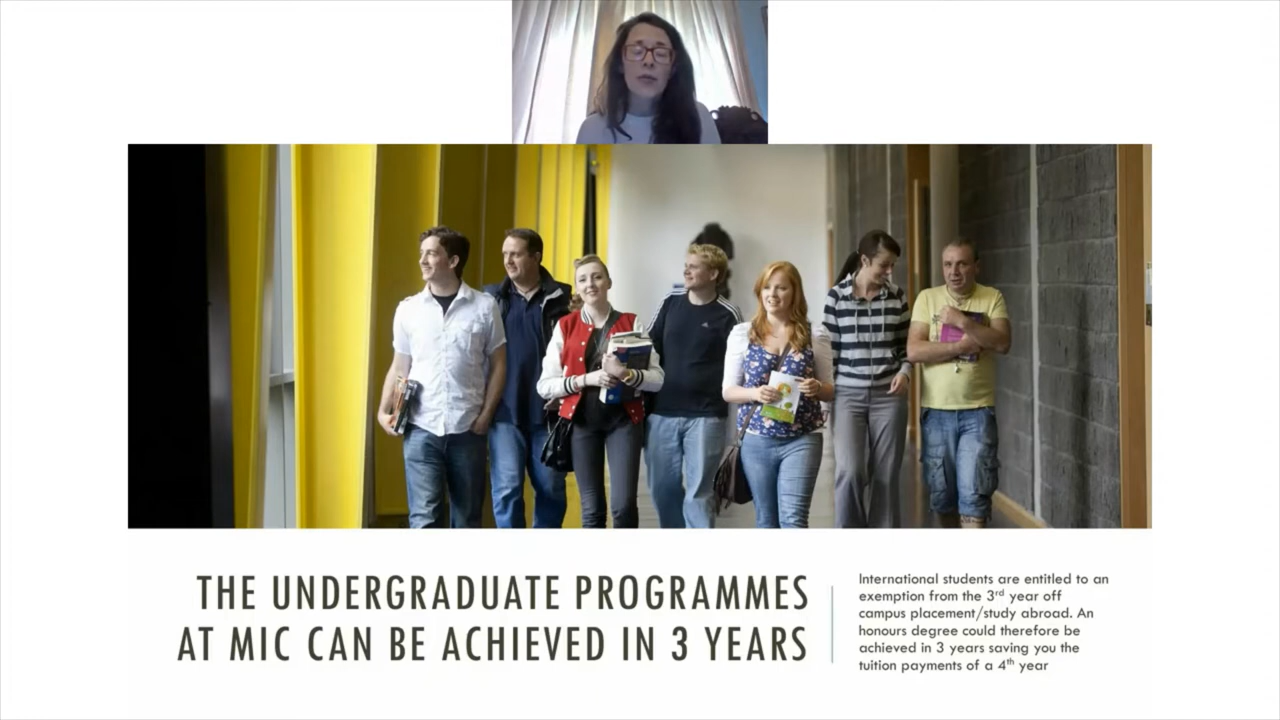 THE UNDERGRADUATE PROGRAMMES
AT MIC CAN BE ACHIEVED IN 3 YEARS
International students are entitled to an
exemption from the 3rd year off
campus placement/study abroad. An
honours degree could therefore be
achieved in 3 years saving you the
tuition payments of a 4th year